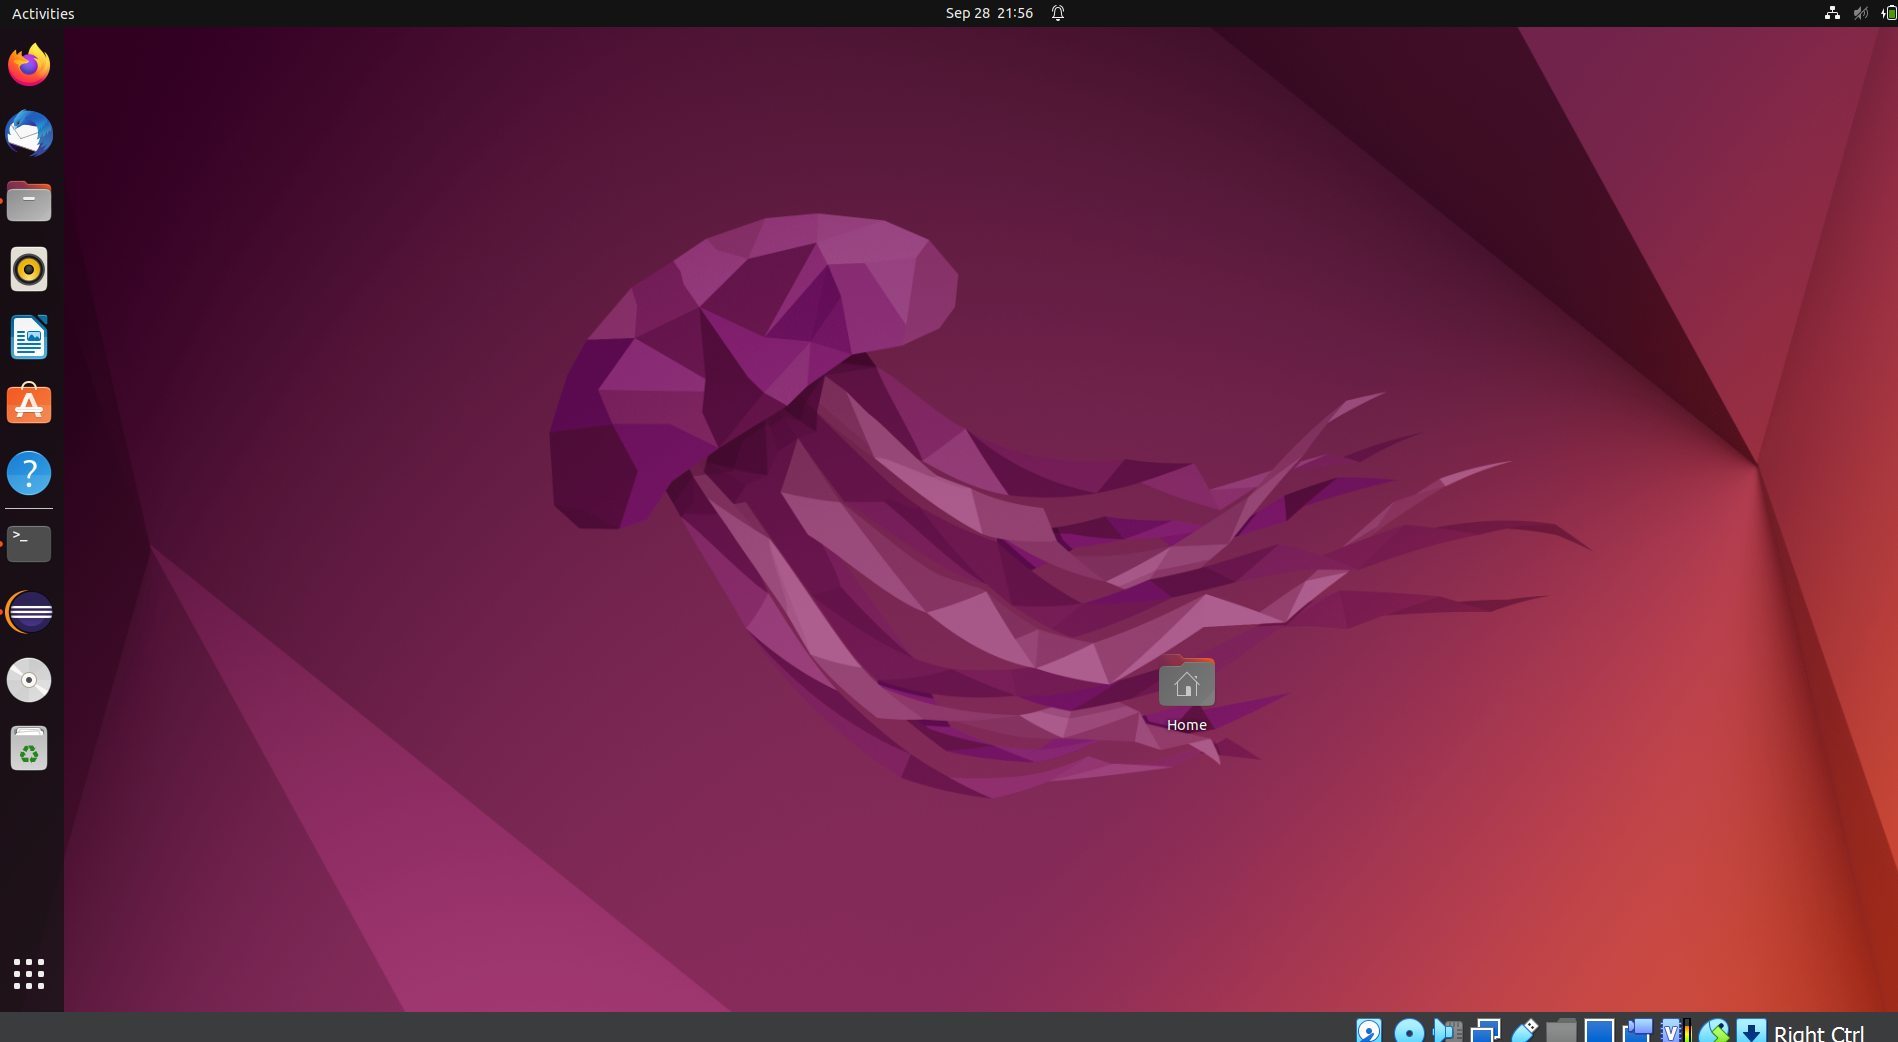 Activities
Sep 28 21:56
?
>_
Home
V
Right Ctrl